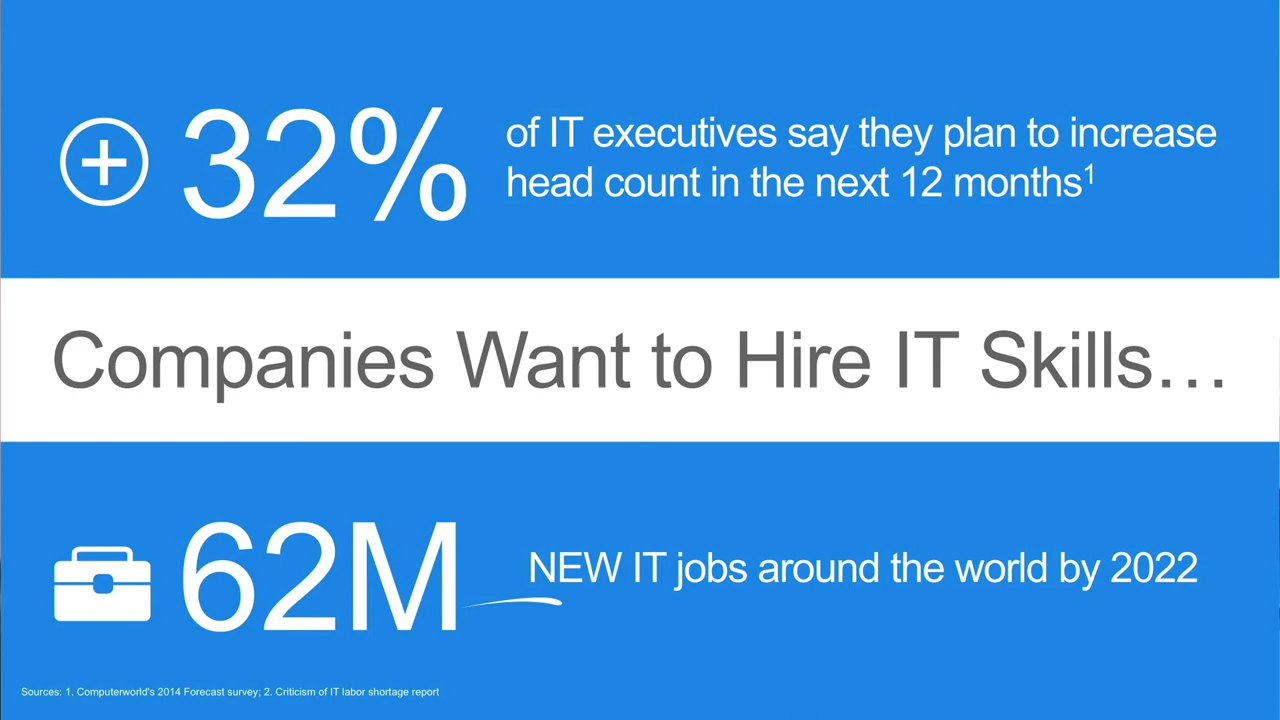 32%
of IT executives say they plan to increase
head count in the next 12 months¹
Companies Want to Hire IT Skills…
62M
NEW IT jobs around the world by 2022
Sources: 1. Computerworld's 2014 Forecast survey; 2. Criticism of IT labor shortage report